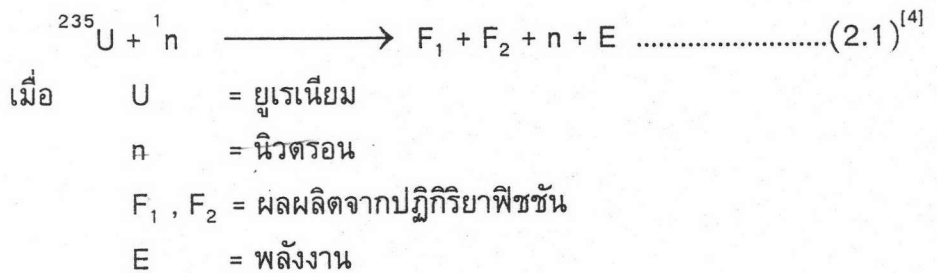 ²³⁵U + ¹n ⟶ F₁ + F₂ + n + E ........................(2.1)[4]
เมื่อ U = ยูเรเนียม
n = นิวตรอน
F₁ , F₂ = ผลผลิตจากปฏิกิริยาฟิชชัน
E = พลังงาน